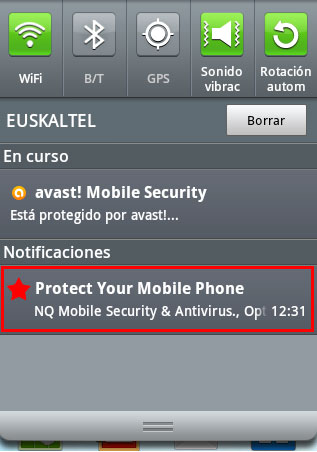 WiFi
B/T
GPS
Sonido
vibrac
Rotación
autom
EUSKALTEL
Borrar
En curso
avast! Mobile Security
Está protegido por avast!...
Notificaciones
Protect Your Mobile Phone
NQ Mobile Security & Antivirus., Opt 12:31